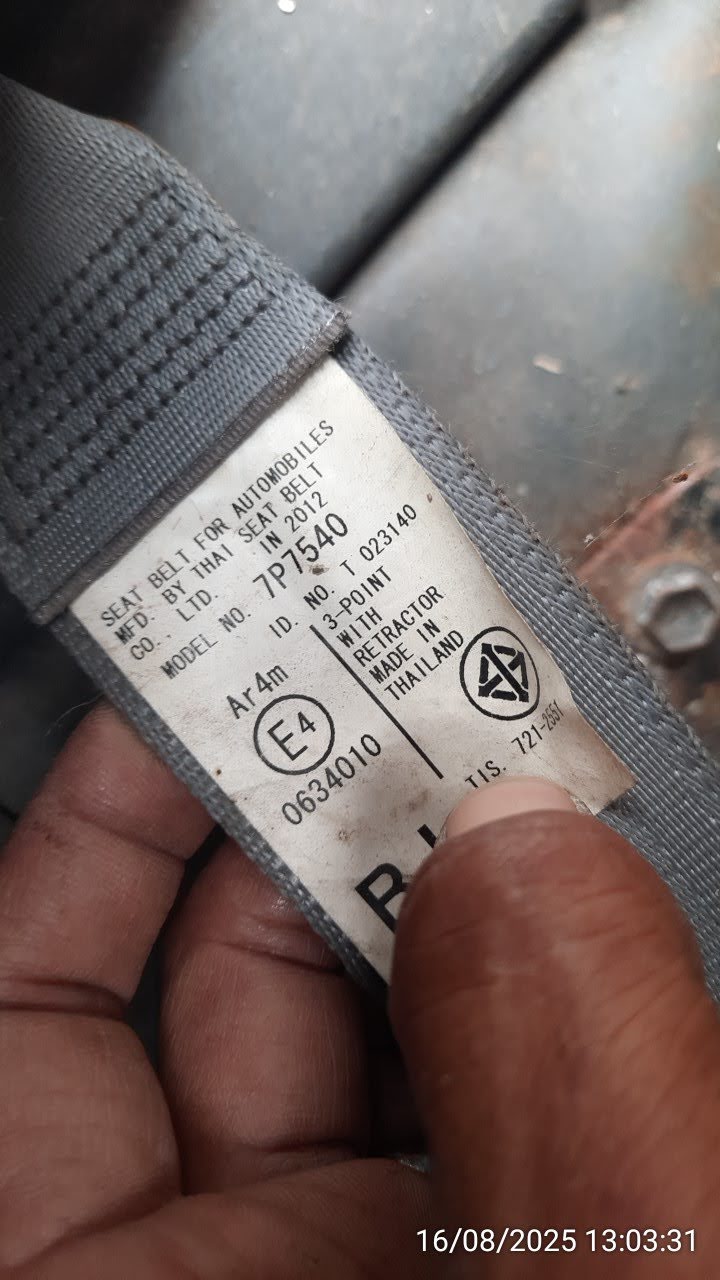 SEAT BELT FOR AUTOMOBILES
MFD. BY THAI SEAT BELT
CO., LTD. IN 2012
MODEL NO. 7P7540
ID. NO. T 023140
Ar4m
E4
0634010
3-POINT
WITH
RETRACTOR
MADE IN
THAILAND
TIS. 721-2551
16/08/2025 13:03:31